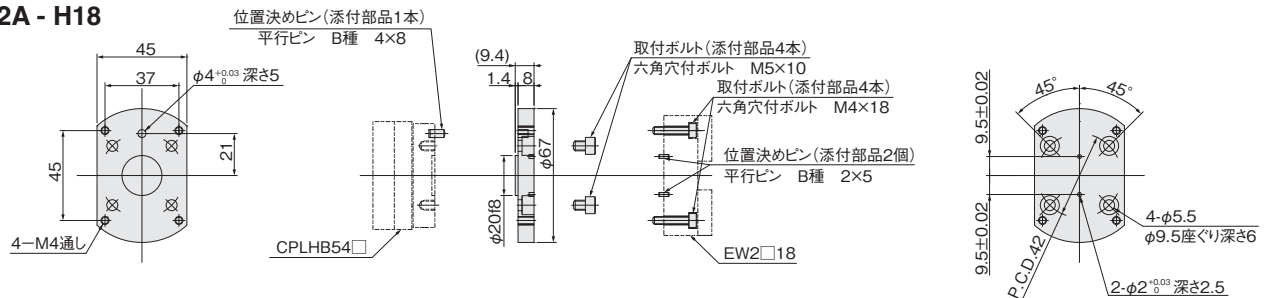 2A - H18
45
37
φ4+0.03 0 深さ5
45
21
4－M4通し
位置決めピン（添付部品1本）
平行ピン　B種　4×8
CPLHB54□
(9.4)
1.4
8
φ67
φ20f8
取付ボルト（添付部品4本）
六角穴付ボルト　M5×10
取付ボルト（添付部品4本）
六角穴付ボルト　M4×18
位置決めピン（添付部品2個）
平行ピン　B種　2×5
EW2□18
45°
45°
9.5±0.02
9.5±0.02
P.C.D.42
4-φ5.5
φ9.5座ぐり深さ6
2-φ2+0.03 0 深さ2.5